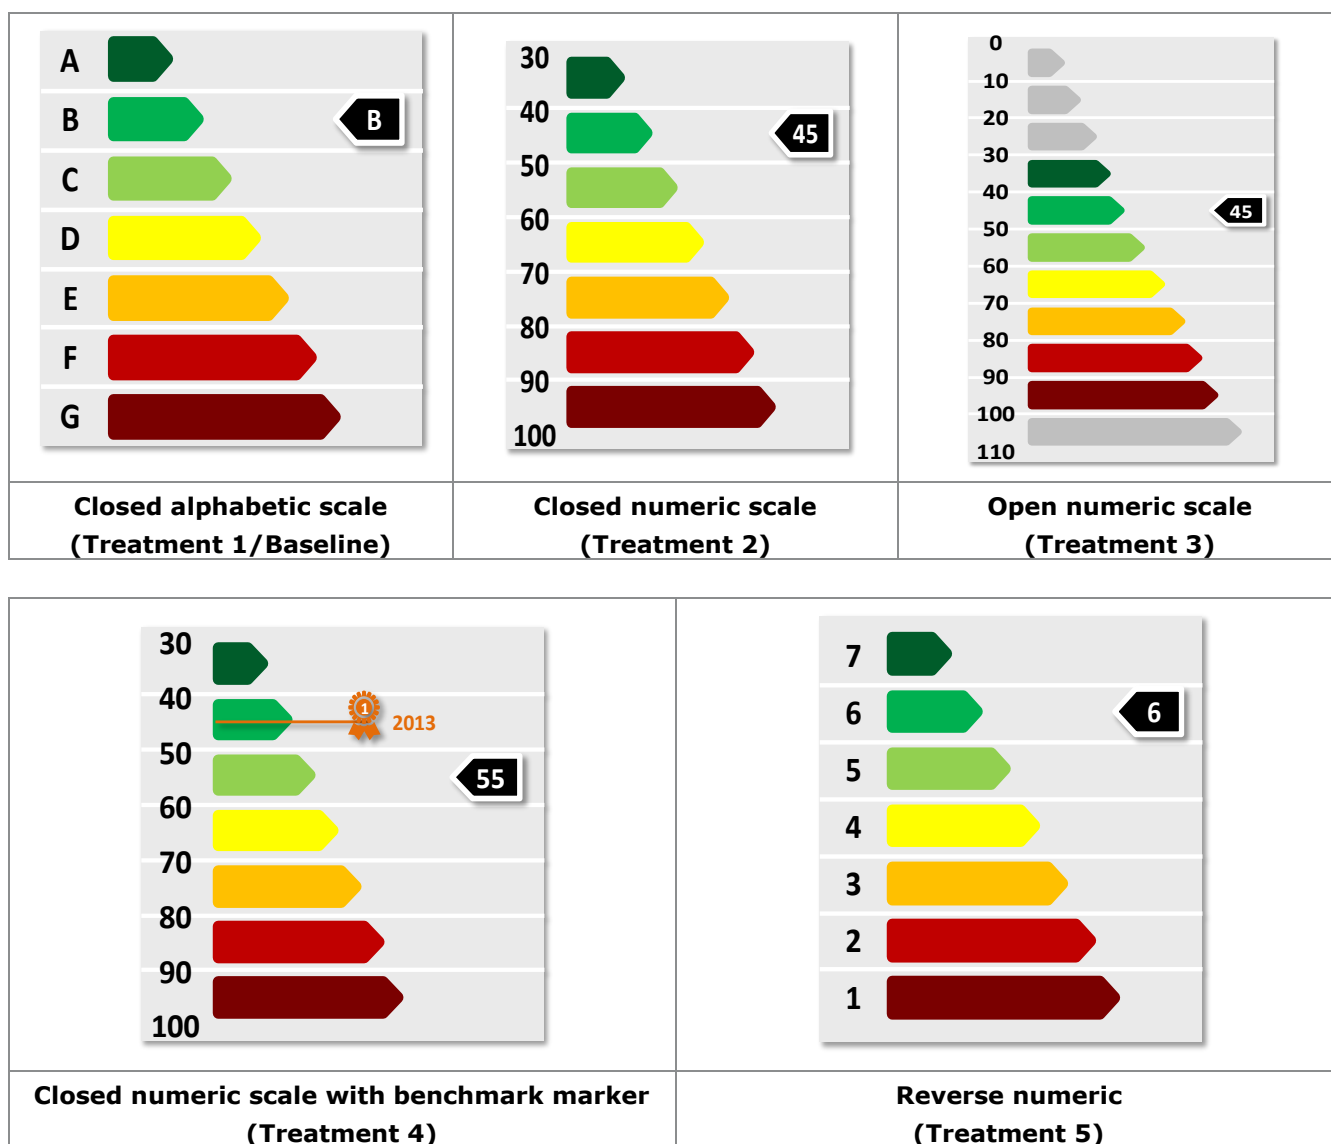 A
B
B
C
D
E
F
G
30
40
45
50
60
70
80
90
100
0
10
20
30
40
45
50
60
70
80
90
100
110
Closed alphabetic scale
(Treatment 1/Baseline)
Closed numeric scale
(Treatment 2)
Open numeric scale
(Treatment 3)
30
40
1
2013
50
55
60
70
80
90
100
7
6
6
5
4
3
2
1
Closed numeric scale with benchmark marker
(Treatment 4)
Reverse numeric
(Treatment 5)